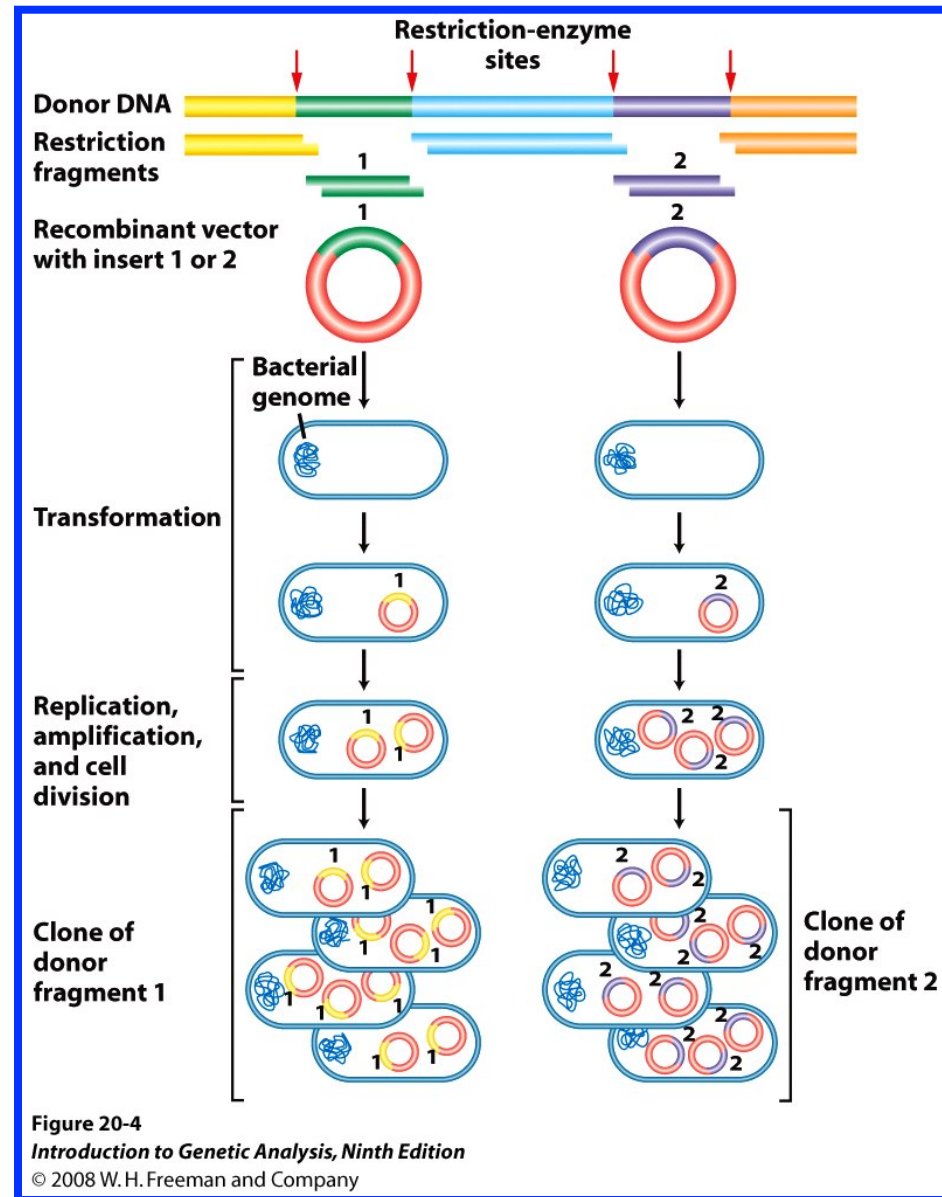 Restriction-enzyme
sites
Donor DNA
Restriction
fragments
1
2
1
2
Recombinant vector
with insert 1 or 2
Bacterial
genome
Transformation
1
2
Replication,
amplification,
and cell
division
1
1
2
2
2
Clone of
donor
fragment 1
1
1
1
1
1
1
1
1
1
1
2
2
2
2
2
2
2
2
2
2
Clone of
donor
fragment 2
Figure 20-4
Introduction to Genetic Analysis, Ninth Edition
© 2008 W. H. Freeman and Company